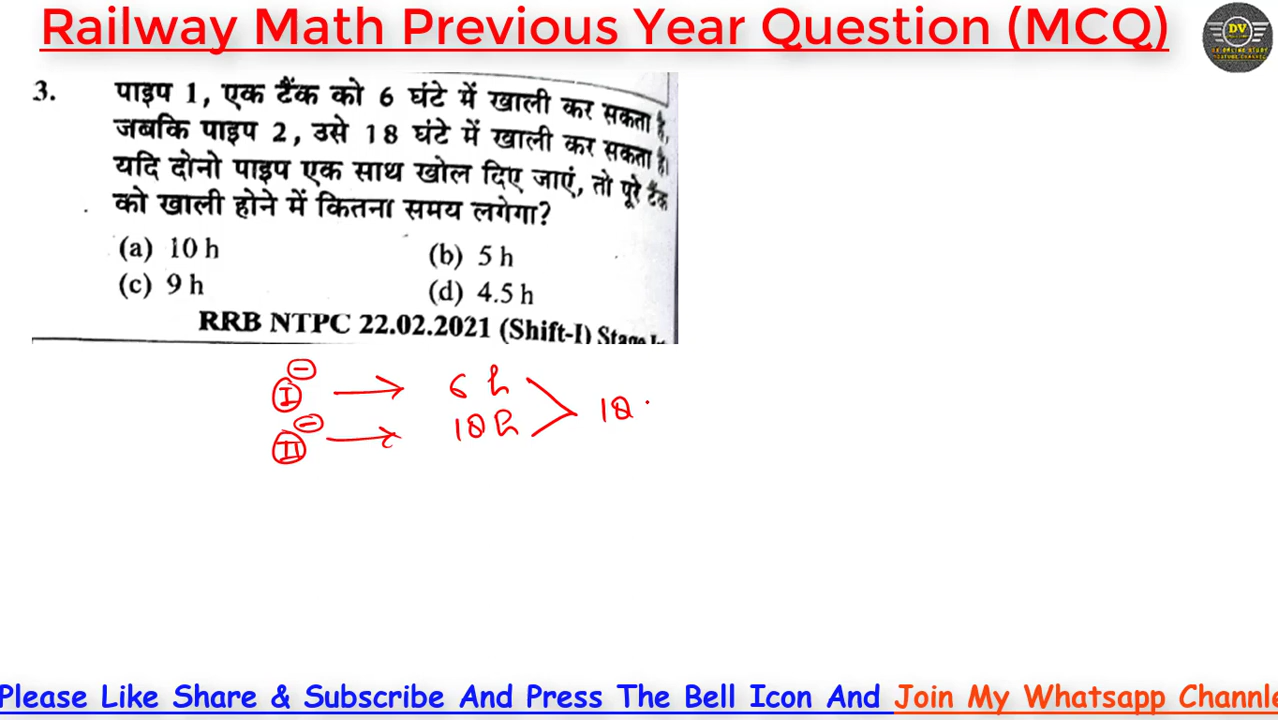 Railway Math Previous Year Question (MCQ)
DV
3. पाइप 1, एक टैंक को 6 घंटे में खाली कर सकता है,
जबकि पाइप 2, उसे 18 घंटे में खाली कर सकता है।
यदि दोनो पाइप एक साथ खोल दिए जाएं, तो पूरे टैंक
को खाली होने में कितना समय लगेगा?
(a) 10 h (b) 5 h
(c) 9 h (d) 4.5 h
RRB NTPC 22.02.2021 (Shift-I) Stage
I → 6 h
II → 18 h
18
Please Like Share & Subscribe And Press The Bell Icon And Join My Whatsapp Channle